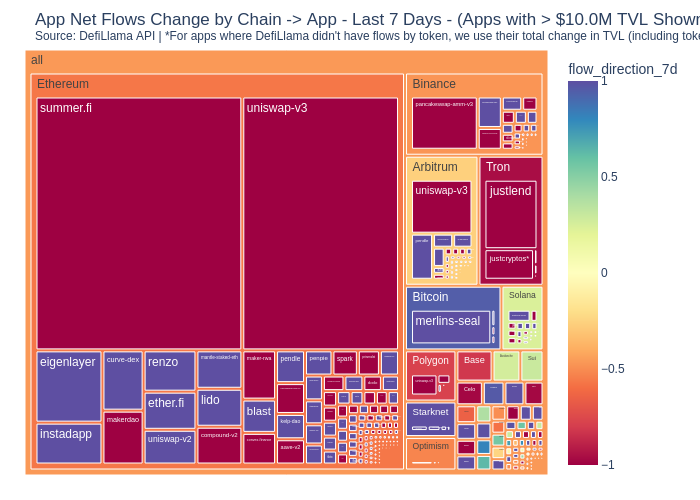 App Net Flows Change by Chain -> App - Last 7 Days - (Apps with > $10.0M TVL Shown
Source: DefiLlama API | *For apps where DefiLlama didn't have flows by token, we use their total change in TVL (including toke
flow_direction_7d
all
Ethereum
summer.fi
uniswap-v3
eigenlayer
instadapp
curve-dex
makerdao
renzo
ether.fi
uniswap-v2
mantle-staked-eth
lido
compound-v2
maker-rwa
blast
pendle
kelp-dao
aave-v2
penpie
spark
Binance
pancakeswap-amm-v3
Arbitrum
uniswap-v3
pendle
Tron
justlend
justcryptos*
Bitcoin
merlins-seal
Solana
Polygon
uniswap-v3
Base
Celo
Sui
Starknet
Optimism
1
0.5
0
−0.5
−1